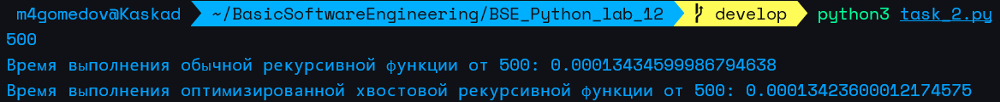 m4gomedov@Kaskad ~/BasicSoftwareEngineering/BSE_Python_lab_12 develop python3 task_2.py
500
Время выполнения обычной рекурсивной функции от 500: 0.00013434599986794638
Время выполнения оптимизированной хвостовой рекурсивной функции от 500: 0.00013423600012174575